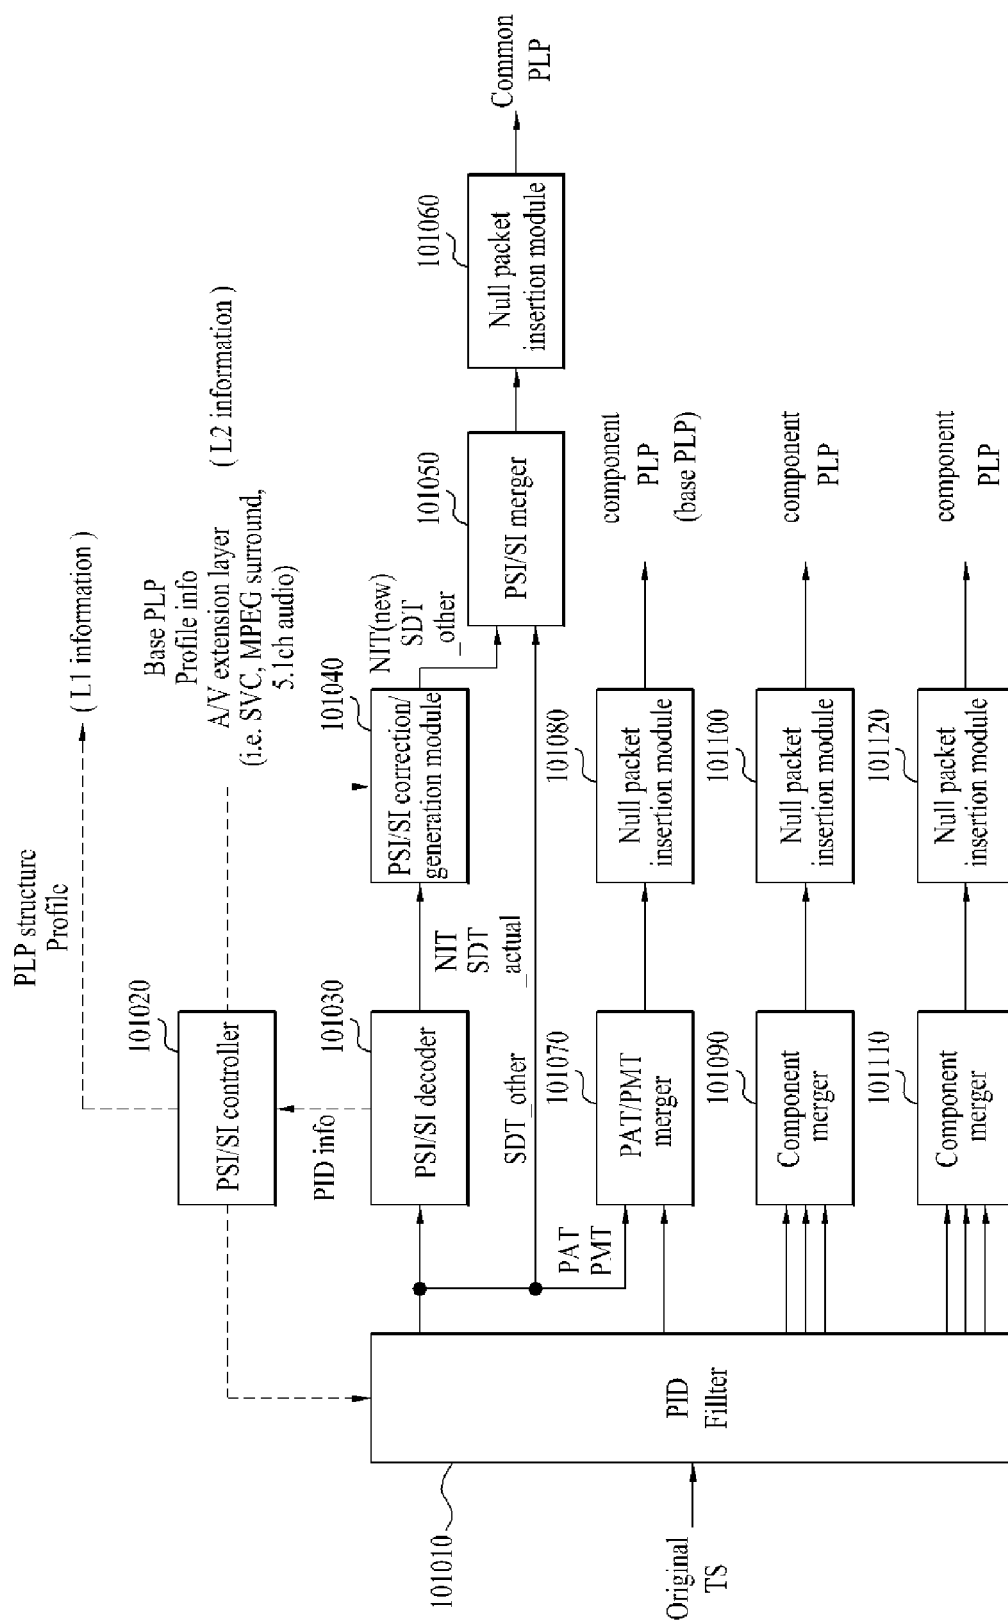 PLP structure
Profile
( L1 information )
101020
PSI/SI controller
Base PLP
Profile info
A/V extension layer
(i.e. SVC, MPEG surround,
5.1ch audio)
( L2 information )
PID info
101030
PSI/SI decoder
NIT
SDT
_actual
101040
PSI/SI correction/
generation module
NIT(new)
SDT
_other
101050
PSI/SI merger
101060
Null packet
insertion module
Common
PLP
SDT_other
PAT
PMT
101070
PAT/PMT
merger
101080
Null packet
insertion module
component
PLP
(base PLP)
101090
Component
merger
101100
Null packet
insertion module
component
PLP
101110
Component
merger
101120
Null packet
insertion module
component
PLP
101010
PID
Fillter
Original
TS